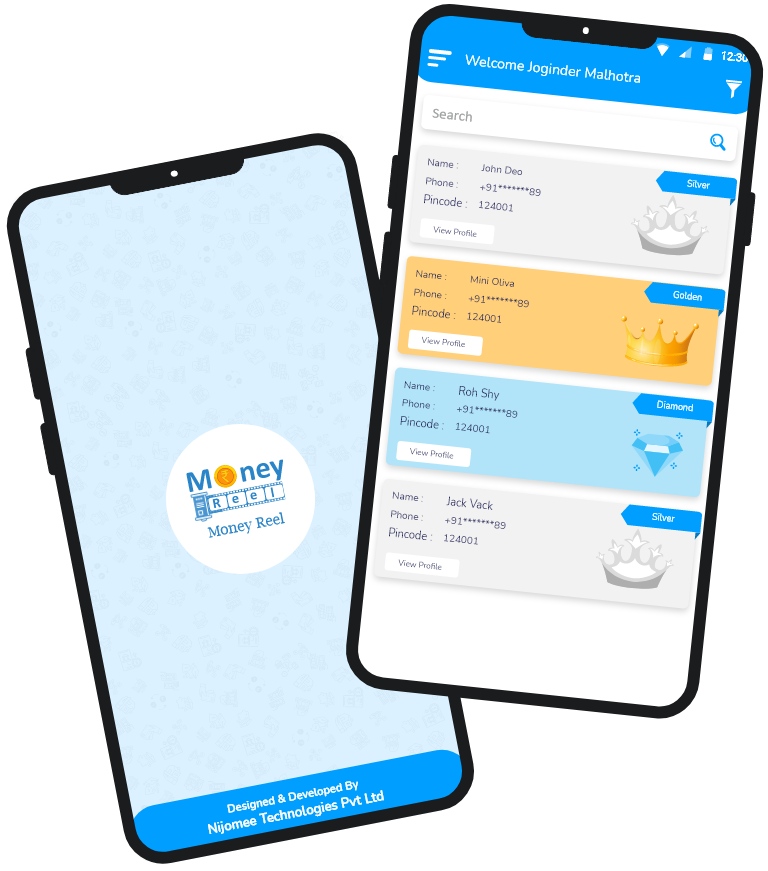 Money
Reel
Money Reel
Designed & Developed By
Nijomee Technologies Pvt Ltd
12:30
Welcome Joginder Malhotra
Search
Silver
Name : John Deo
Phone : +91*******89
Pincode : 124001
View Profile
Golden
Name : Mini Oliva
Phone : +91*******89
Pincode : 124001
View Profile
Diamond
Name : Roh Shy
Phone : +91*******89
Pincode : 124001
View Profile
Silver
Name : Jack Vack
Phone : +91*******89
Pincode : 124001
View Profile